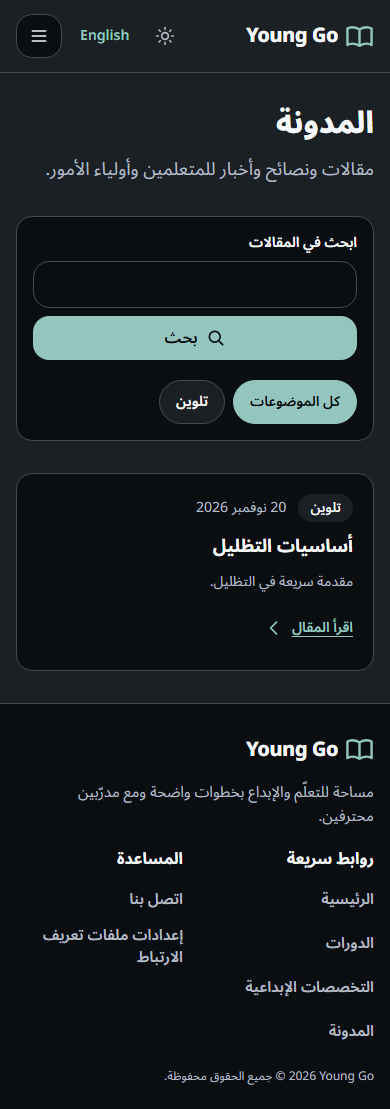 Young Go
English
المدونة
مقالات ونصائح وأخبار للمتعلمين وأولياء الأمور.
ابحث في المقالات
بحث
كل الموضوعات
تلوين
تلوين
20 نوفمبر 2026
أساسيات التظليل
مقدمة سريعة في التظليل.
اقرأ المقال
Young Go
مساحة للتعلّم والإبداع بخطوات واضحة ومع مدرّبين
محترفين.
روابط سريعة
الرئيسية
الدورات
التخصصات الإبداعية
المدونة
المساعدة
اتصل بنا
إعدادات ملفات تعريف
الارتباط
Young Go 2026 © جميع الحقوق محفوظة.